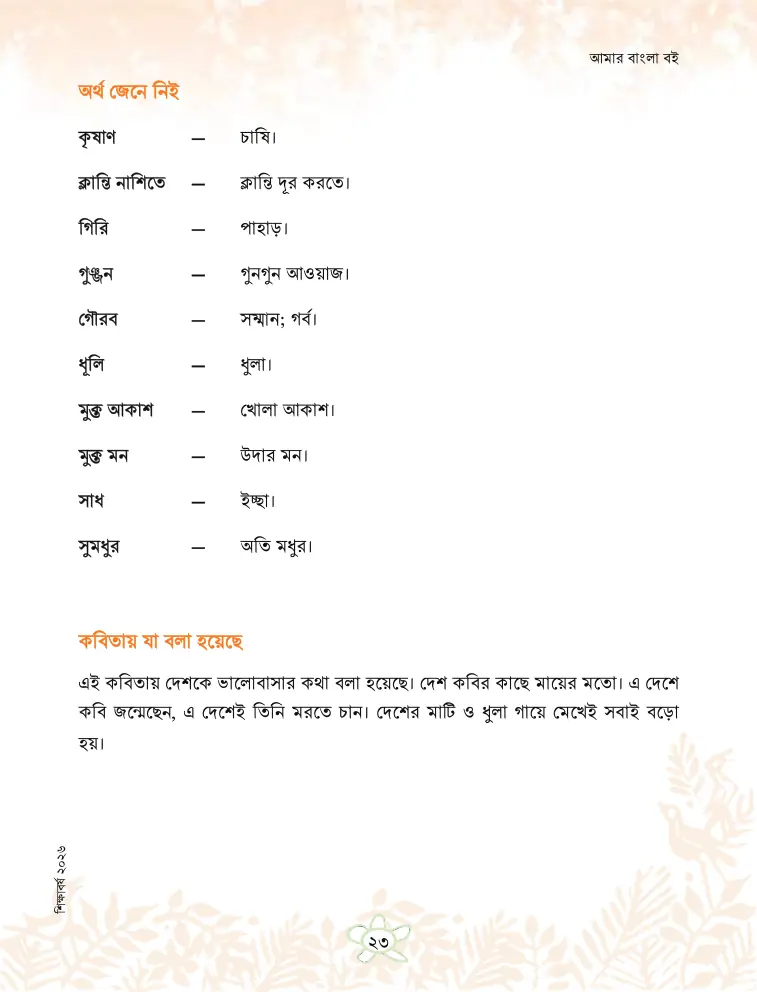 আমার বাংলা বই
অর্থ জেনে নিই
কৃষাণ — চাষি।
ক্লান্তি নাশিতে — ক্লান্তি দূর করতে।
গিরি — পাহাড়।
গুঞ্জন — গুনগুন আওয়াজ।
গৌরব — সম্মান; গর্ব।
ধূলি — ধুলা।
মুক্ত আকাশ — খোলা আকাশ।
মুক্ত মন — উদার মন।
সাধ — ইচ্ছা।
সুমধুর — অতি মধুর।
কবিতায় যা বলা হয়েছে
এই কবিতায় দেশকে ভালোবাসার কথা বলা হয়েছে। দেশ কবির কাছে মায়ের মতো। এ দেশে
কবি জন্মেছেন, এ দেশেই তিনি মরতে চান। দেশের মাটি ও ধুলা গায়ে মেখেই সবাই বড়ো
হয়।
শিক্ষাবর্ষ ২০২৬
২৩